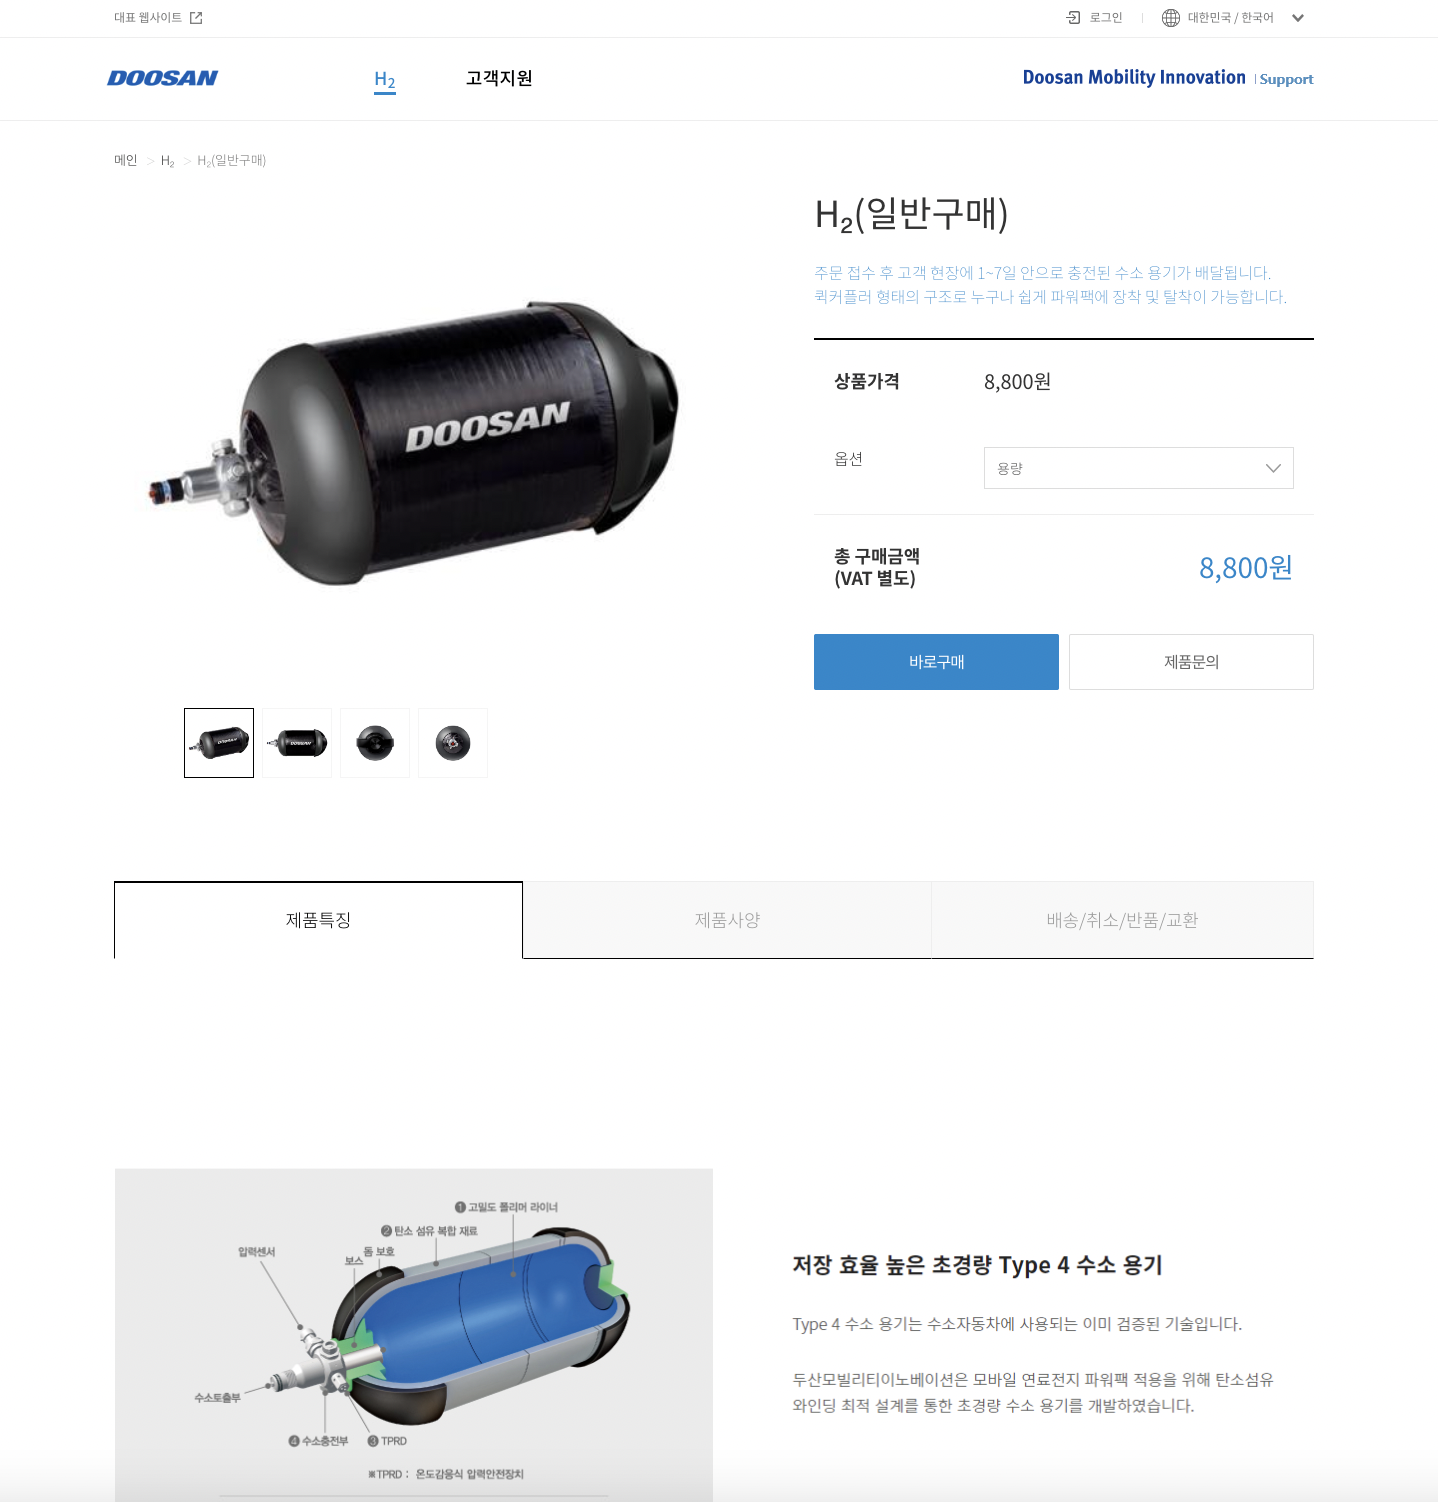 대표 웹사이트
로그인
대한민국 / 한국어
DOOSAN
H₂
고객지원
Doosan Mobility Innovation | Support
메인 > H₂ > H₂(일반구매)
H₂(일반구매)
주문 접수 후 고객 현장에 1~7일 안으로 충전된 수소 용기가 배달됩니다.
퀵커플러 형태의 구조로 누구나 쉽게 파워팩에 장착 및 탈착이 가능합니다.
DOOSAN
상품가격 8,800원
옵션 용량
총 구매금액
(VAT 별도)
8,800원
바로구매
제품문의
DOOSAN
DOOSAN
제품특징
제품사양
배송/취소/반품/교환
❶ 고밀도 폴리머 라이너
❷ 탄소 섬유 복합 재료
압력센서
돔 보호
보스
수소토출부
❹ 수소충전부
❸ TPRD
※TPRD : 온도감응식 압력안전장치
저장 효율 높은 초경량 Type 4 수소 용기
Type 4 수소 용기는 수소자동차에 사용되는 이미 검증된 기술입니다.
두산모빌리티이노베이션은 모바일 연료전지 파워팩 적용을 위해 탄소섬유
와인딩 최적 설계를 통한 초경량 수소 용기를 개발하였습니다.